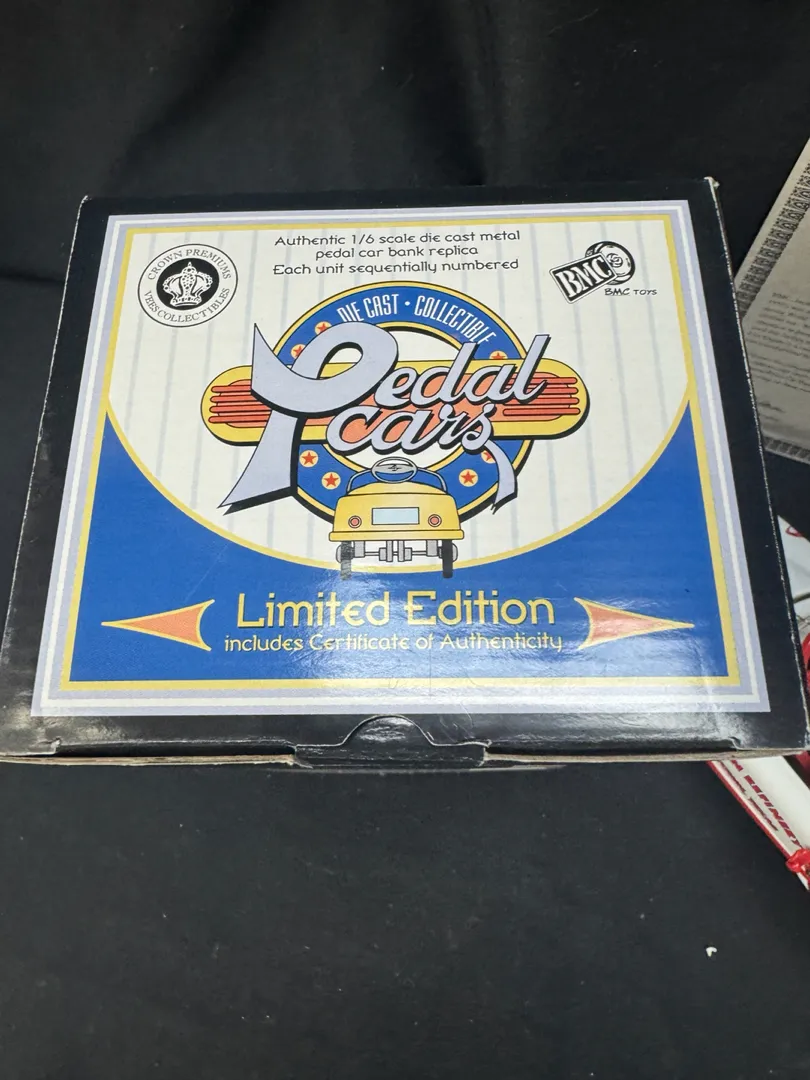 Authentic 1/6 scale die cast metal
pedal car bank replica
Each unit sequentially numbered
CROWN PREMIUMS
VEES COLLECTIBLES
BMC
BMC TOYS
DIE CAST • COLLECTIBLE
Pedal
cars
Limited Edition
includes Certificate of Authenticity